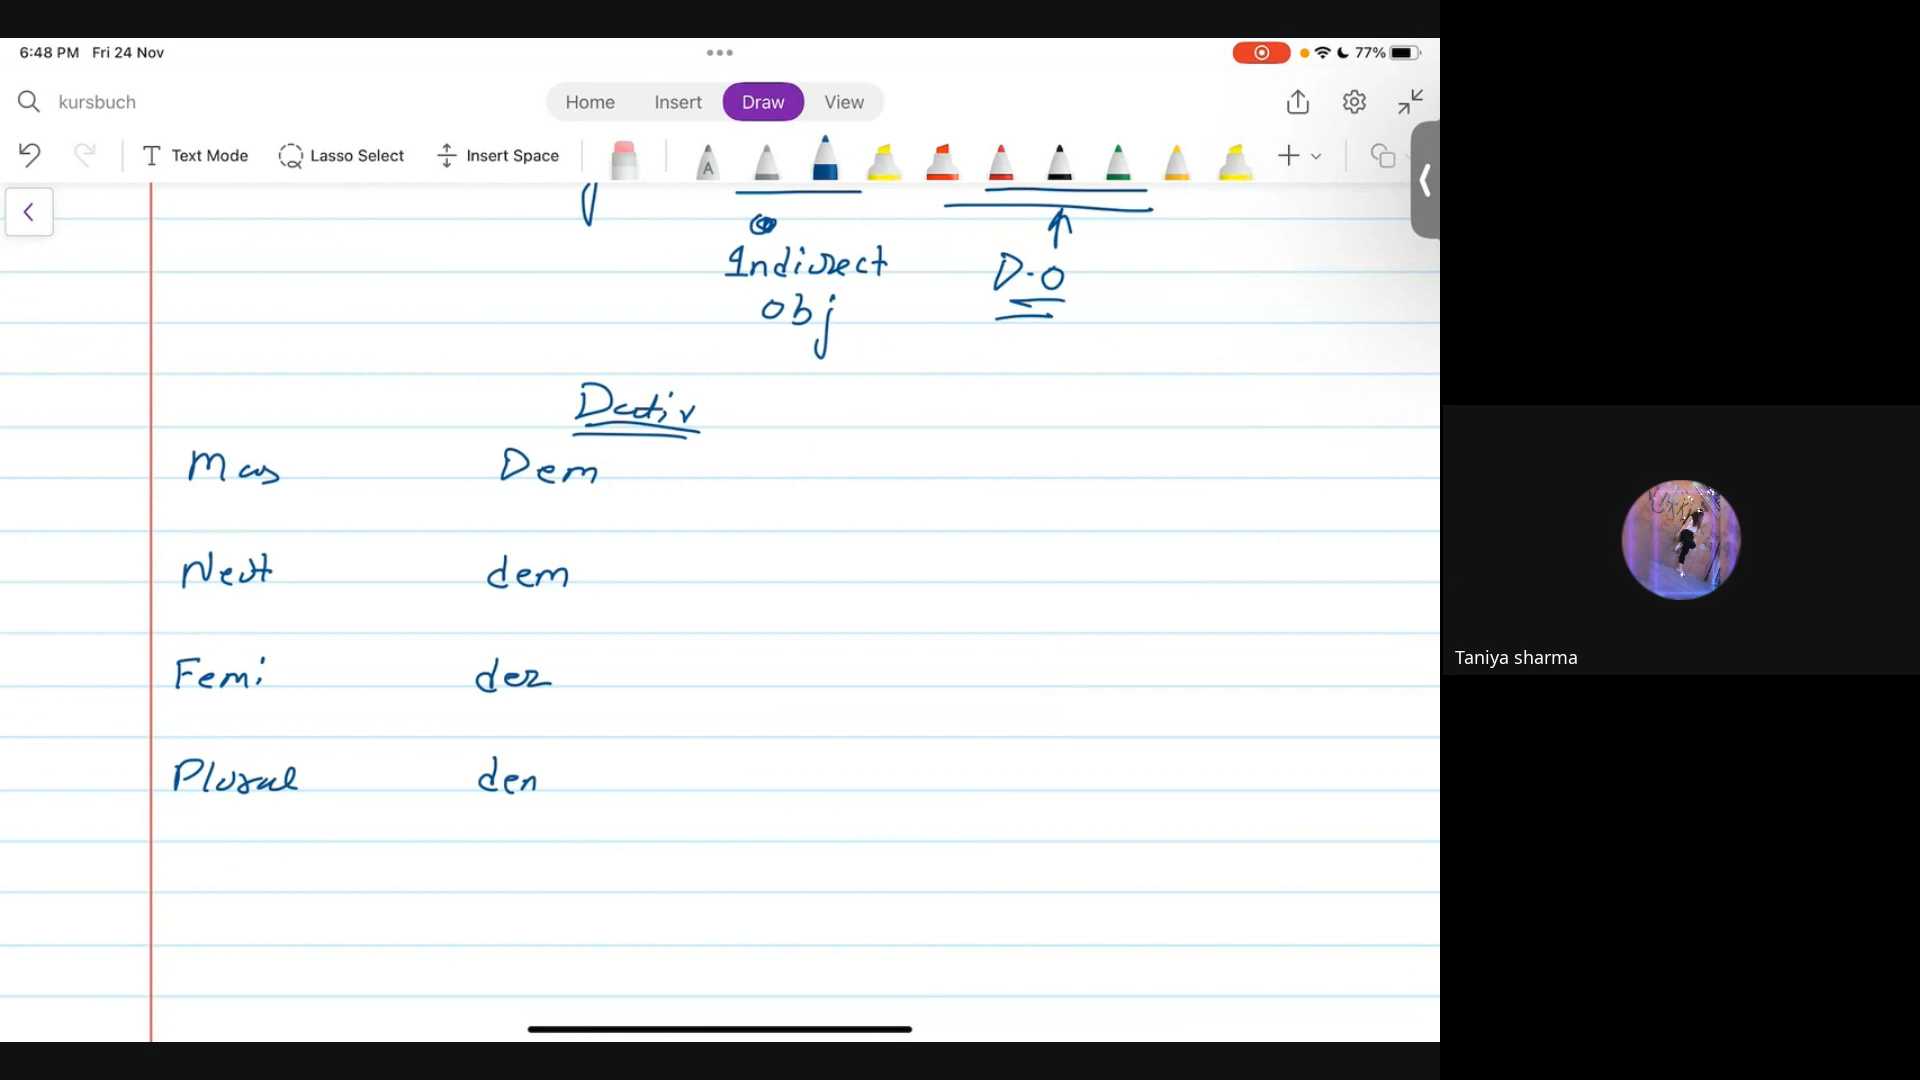 6:48 PM Fri 24 Nov 77%
kursbuch Home Insert Draw View
Text Mode Lasso Select Insert Space A
Indirect D.O
obj
Dativ
Mas Dem
Neut dem
Femi der
Plural den
Taniya sharma